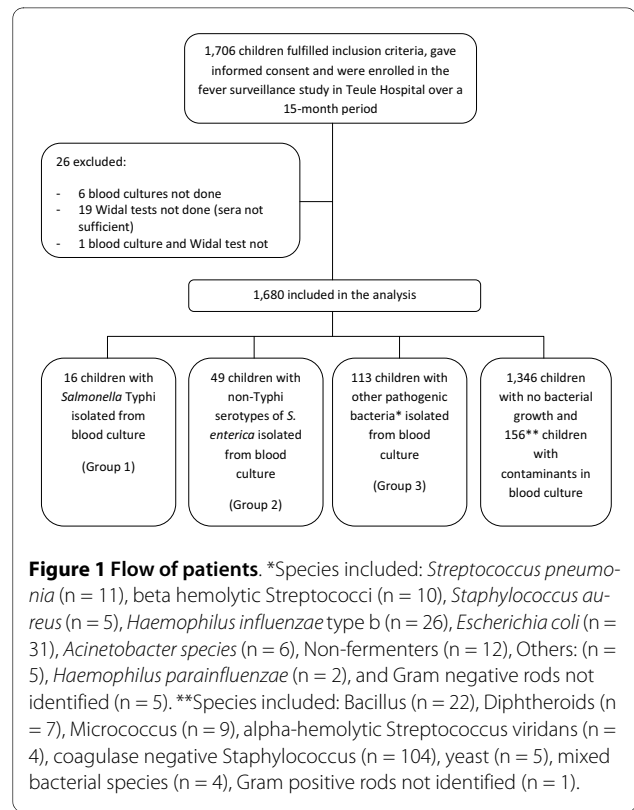 1,706 children fulfilled inclusion criteria, gave
informed consent and were enrolled in the
fever surveillance study in Teule Hospital over a
15-month period
26 excluded:
- 6 blood cultures not done
- 19 Widal tests not done (sera not
sufficient)
- 1 blood culture and Widal test not
1,680 included in the analysis
16 children with
Salmonella Typhi
isolated from
blood culture
(Group 1)
49 children with
non-Typhi
serotypes of S.
enterica isolated
from blood
culture
(Group 2)
113 children with
other pathogenic
bacteria* isolated
from blood
culture
(Group 3)
1,346 children
with no bacterial
growth and
156** children
with
contaminants in
blood culture
Figure 1 Flow of patients. *Species included: Streptococcus pneumo-
nia (n = 11), beta hemolytic Streptococci (n = 10), Staphylococcus au-
reus (n = 5), Haemophilus influenzae type b (n = 26), Escherichia coli (n =
31), Acinetobacter species (n = 6), Non-fermenters (n = 12), Others: (n =
5), Haemophilus parainfluenzae (n = 2), and Gram negative rods not
identified (n = 5). **Species included: Bacillus (n = 22), Diphtheroids (n
= 7), Micrococcus (n = 9), alpha-hemolytic Streptococcus viridans (n =
4), coagulase negative Staphylococcus (n = 104), yeast (n = 5), mixed
bacterial species (n = 4), Gram positive rods not identified (n = 1).